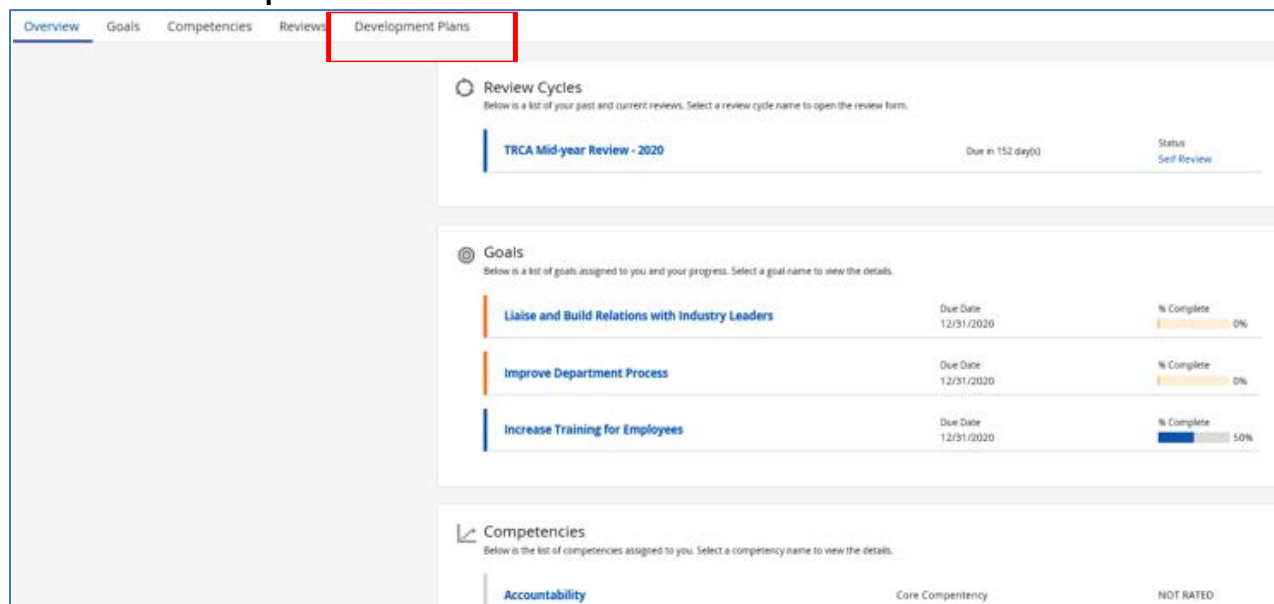 Overview Goals Competencies Reviews Development Plans
Review Cycles
Below is a list of your past and current reviews. Select a review cycle name to open the review form.
TRCA Mid-year Review - 2020 Due in 152 day(s) Status
Self Review
Goals
Below is a list of goals assigned to you and your progress. Select a goal name to view the details.
Liaise and Build Relations with Industry Leaders Due Date % Complete
12/31/2020 0%
Improve Department Process Due Date % Complete
12/31/2020 0%
Increase Training for Employees Due Date % Complete
12/31/2020 50%
Competencies
Below is the list of competencies assigned to you. Select a competency name to view the details.
Accountability Core Compentency NOT RATED